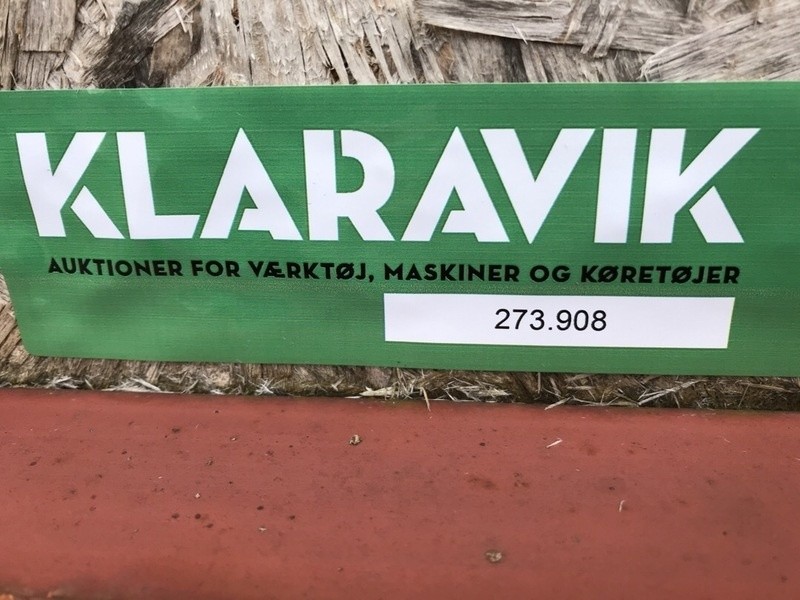 KLARAVIK
AUKTIONER FOR VÆRKTØJ, MASKINER OG KØRETØJER
273.908